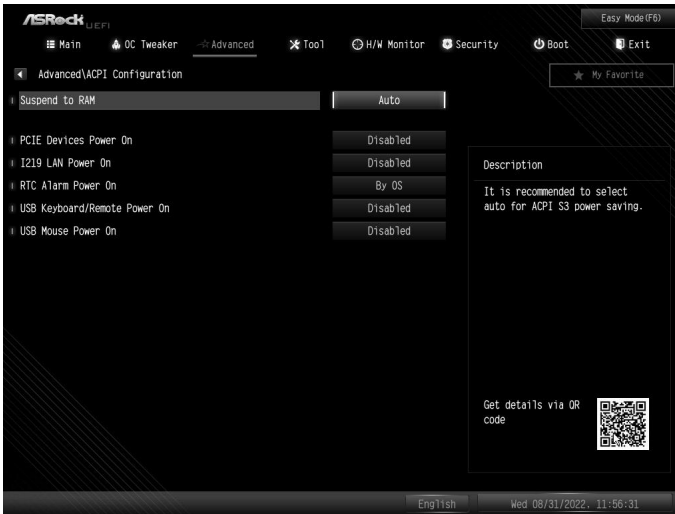 ASRock UEFI
Easy Mode(F6)
Main OC Tweaker Advanced Tool H/W Monitor Security Boot Exit
Advanced\ACPI Configuration
My Favorite
Suspend to RAM Auto
PCIE Devices Power On Disabled
I219 LAN Power On Disabled
RTC Alarm Power On By OS
USB Keyboard/Remote Power On Disabled
USB Mouse Power On Disabled
Description
It is recommended to select
auto for ACPI S3 power saving.
Get details via QR
code
English Wed 08/31/2022, 11:56:31